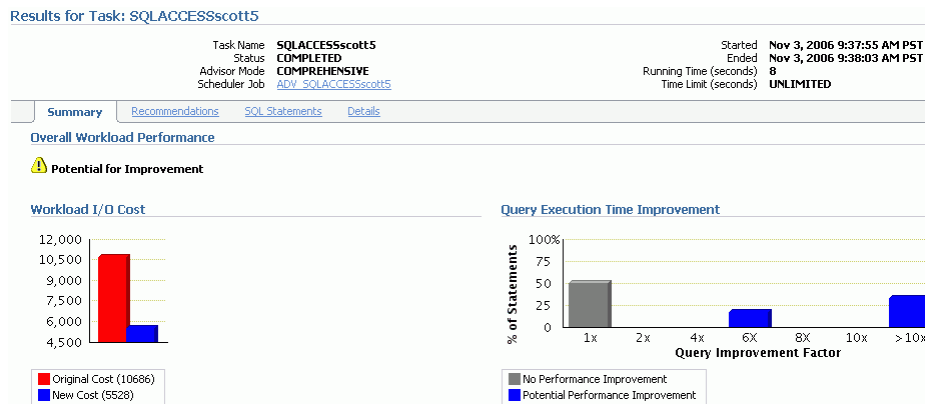 Results for Task: SQLACCESSscott5
Task Name SQLACCESSscott5
Status COMPLETED
Advisor Mode COMPREHENSIVE
Scheduler Job ADV_SQLACCESSscott5
Started Nov 3, 2006 9:37:55 AM PST
Ended Nov 3, 2006 9:38:03 AM PST
Running Time (seconds) 8
Time Limit (seconds) UNLIMITED
Summary Recommendations SQL Statements Details
Overall Workload Performance
Potential for Improvement
Workload I/O Cost
12,000
10,500
9,000
7,500
6,000
4,500
Original Cost (10686)
New Cost (5528)
Query Execution Time Improvement
% of Statements
100%
75
50
25
0
1x 2x 4x 6x 8x 10x >10x
Query Improvement Factor
No Performance Improvement
Potential Performance Improvement